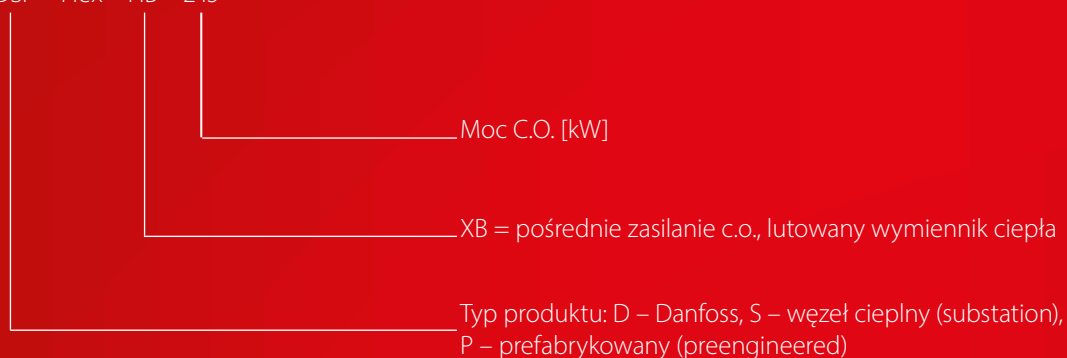 Moc C.O. [kW]
XB = pośrednie zasilanie c.o., lutowany wymiennik ciepła
Typ produktu: D – Danfoss, S – węzeł cieplny (substation),
P – prefabrykowany (preengineered)